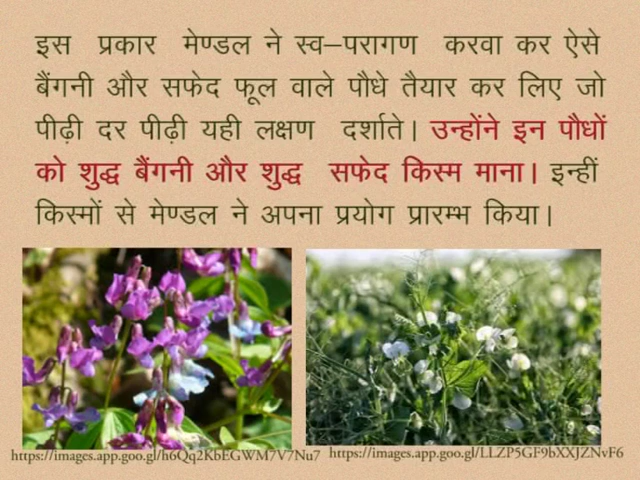 इस प्रकार मेण्डल ने स्व–परागण करवा कर ऐसे
बैंगनी और सफेद फूल वाले पौधे तैयार कर लिए जो
पीढ़ी दर पीढ़ी यही लक्षण दर्शाते। उन्होंने इन पौधों
को शुद्ध बैंगनी और शुद्ध सफेद किस्म माना। इन्हीं
किस्मों से मेण्डल ने अपना प्रयोग प्रारम्भ किया।
https://images.app.goo.gl/h6Qq2KbEGWM7V7Nu7 https://images.app.goo.gl/LLZP5GF9bXXJZNvF6